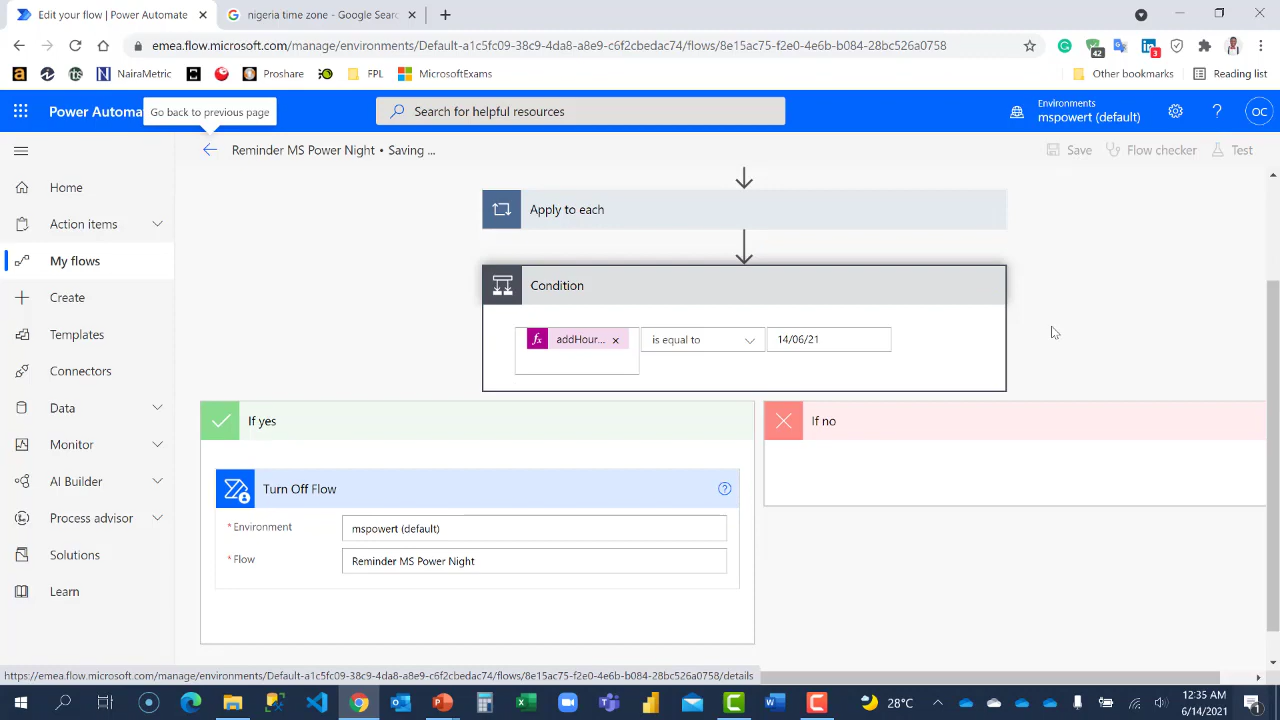 Edit your flow | Power Automate
nigeria time zone - Google Searc
emea.flow.microsoft.com/manage/environments/Default-a1c5fc09-38c9-4da8-a8e9-c6f2cbedac74/flows/8e15ac75-f2e0-4e6b-b084-28bc526a0758
42
3
NairaMetric
Proshare
FPL
MicrosoftExams
Other bookmarks
Reading list
Power Automa
Go back to previous page
Search for helpful resources
Environments
mspowert (default)
?
OC
Reminder MS Power Night • Saving ...
Save
Flow checker
Test
Home
Action items
My flows
Create
Templates
Connectors
Data
Monitor
AI Builder
Process advisor
Solutions
Learn
Apply to each
Condition
fx addHour... ×
is equal to
14/06/21
If yes
If no
Turn Off Flow
?
* Environment
mspowert (default)
* Flow
Reminder MS Power Night
https://emea.flow.microsoft.com/manage/environments/Default-a1c5fc09-38c9-4da8-a8e9-c6f2cbedac74/flows/8e15ac75-f2e0-4e6b-b084-28bc526a0758/details
28°C
12:35 AM
6/14/2021